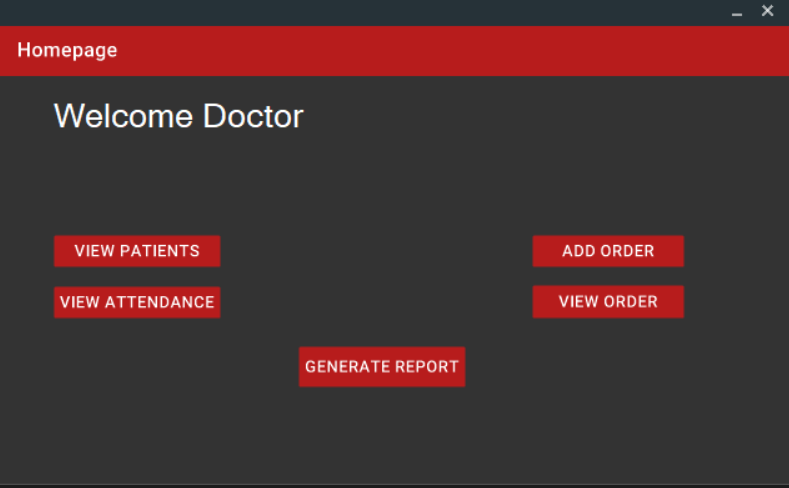 Homepage
Welcome Doctor
VIEW PATIENTS
ADD ORDER
VIEW ATTENDANCE
VIEW ORDER
GENERATE REPORT